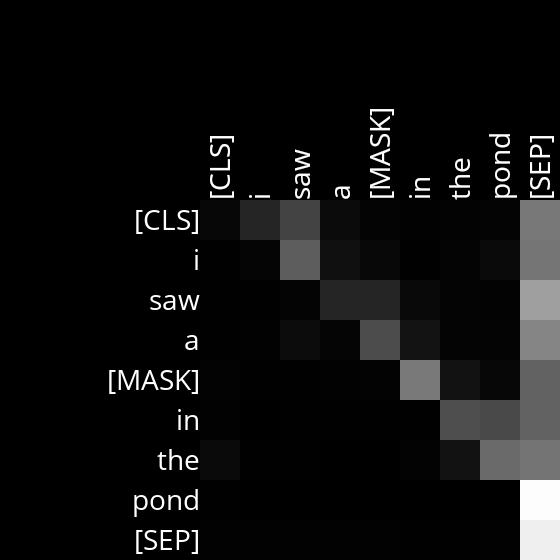 [CLS] i saw a [MASK] in the pond [SEP]
[CLS]
i
saw
a
[MASK]
in
the
pond
[SEP]